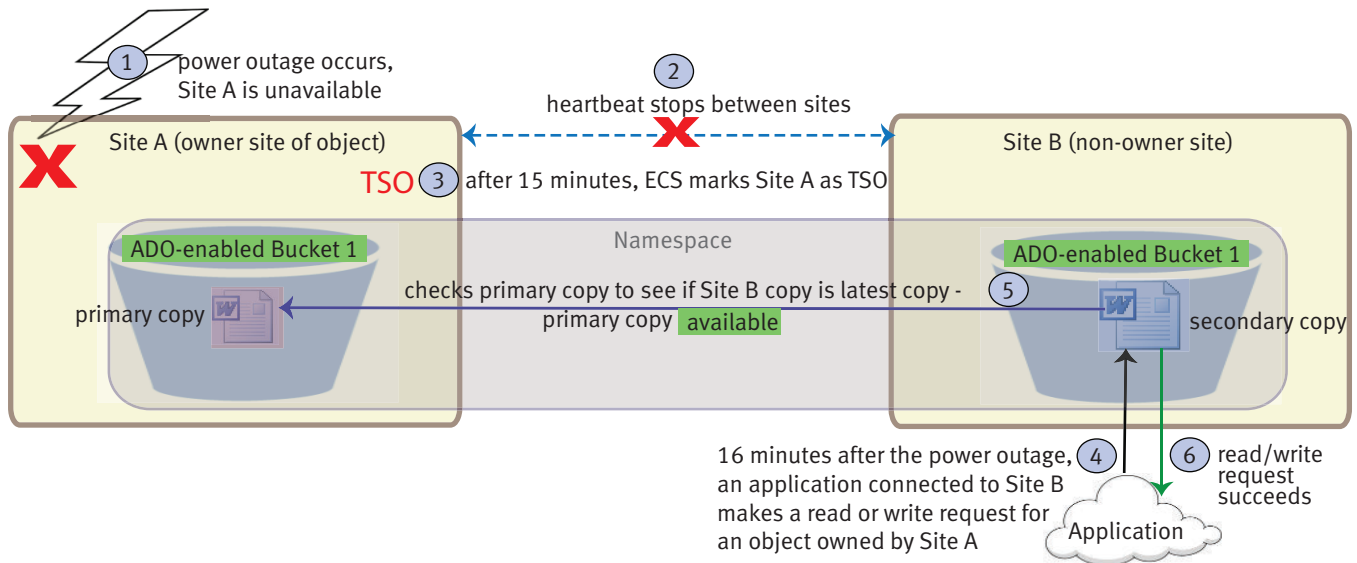 1
power outage occurs,
Site A is unavailable
2
heartbeat stops between sites
Site A (owner site of object)
Site B (non-owner site)
TSO
3
after 15 minutes, ECS marks Site A as TSO
Namespace
ADO-enabled Bucket 1
ADO-enabled Bucket 1
checks primary copy to see if Site B copy is latest copy -
5
primary copy available
primary copy
W
W
secondary copy
16 minutes after the power outage,
an application connected to Site B
makes a read or write request for
an object owned by Site A
4
6
read/write
request
succeeds
Application